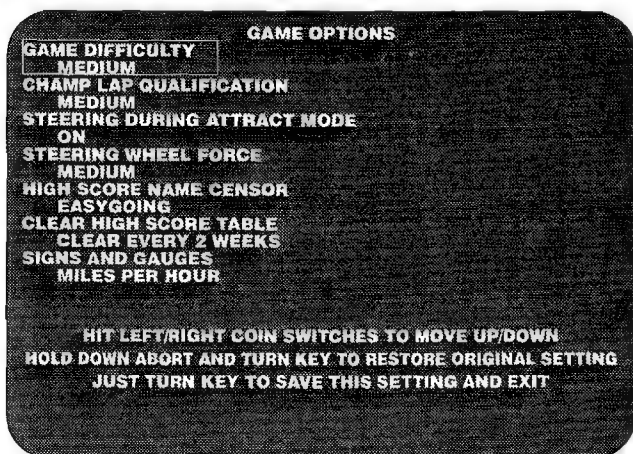 GAME OPTIONS
GAME DIFFICULTY
MEDIUM
CHAMP LAP QUALIFICATION
MEDIUM
STEERING DURING ATTRACT MODE
ON
STEERING WHEEL FORCE
MEDIUM
HIGH SCORE NAME CENSOR
EASYGOING
CLEAR HIGH SCORE TABLE
CLEAR EVERY 2 WEEKS
SIGNS AND GAUGES
MILES PER HOUR
HIT LEFT/RIGHT COIN SWITCHES TO MOVE UP/DOWN
HOLD DOWN ABORT AND TURN KEY TO RESTORE ORIGINAL SETTING
JUST TURN KEY TO SAVE THIS SETTING AND EXIT